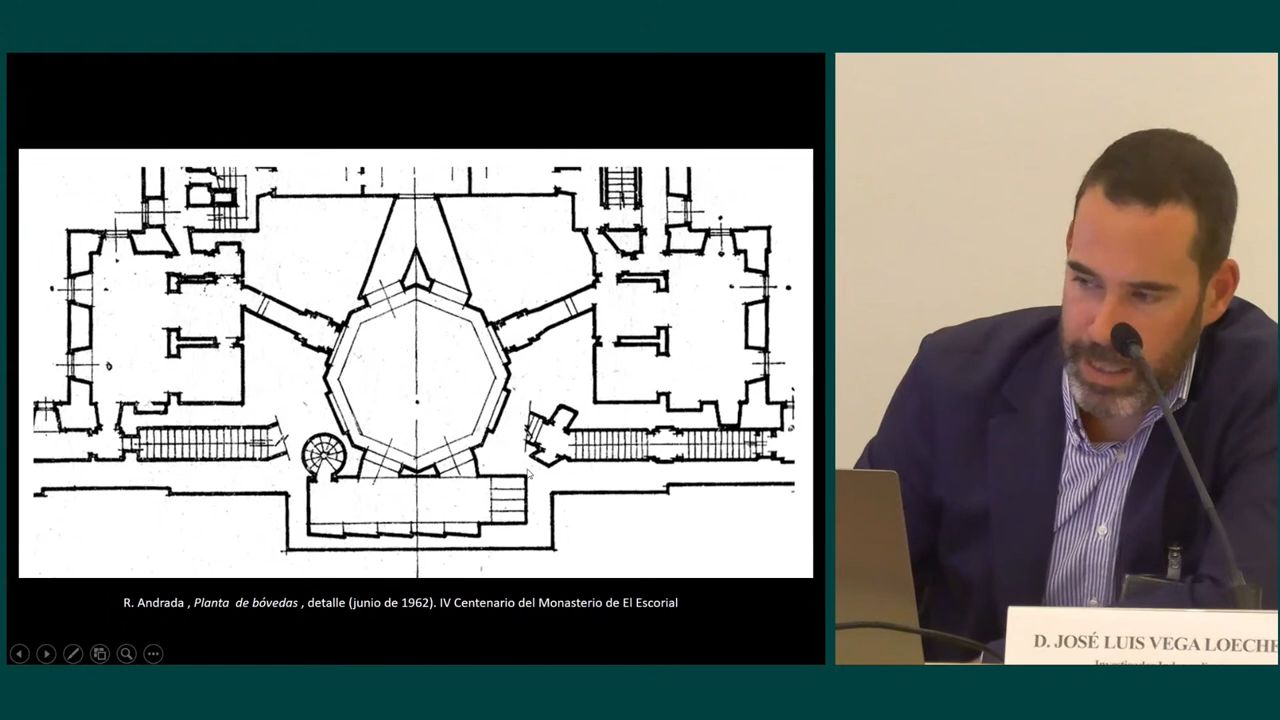 R. Andrada , Planta de bóvedas , detalle (junio de 1962). IV Centenario del Monasterio de El Escorial
D. JOSÉ LUIS VEGA LOECHE